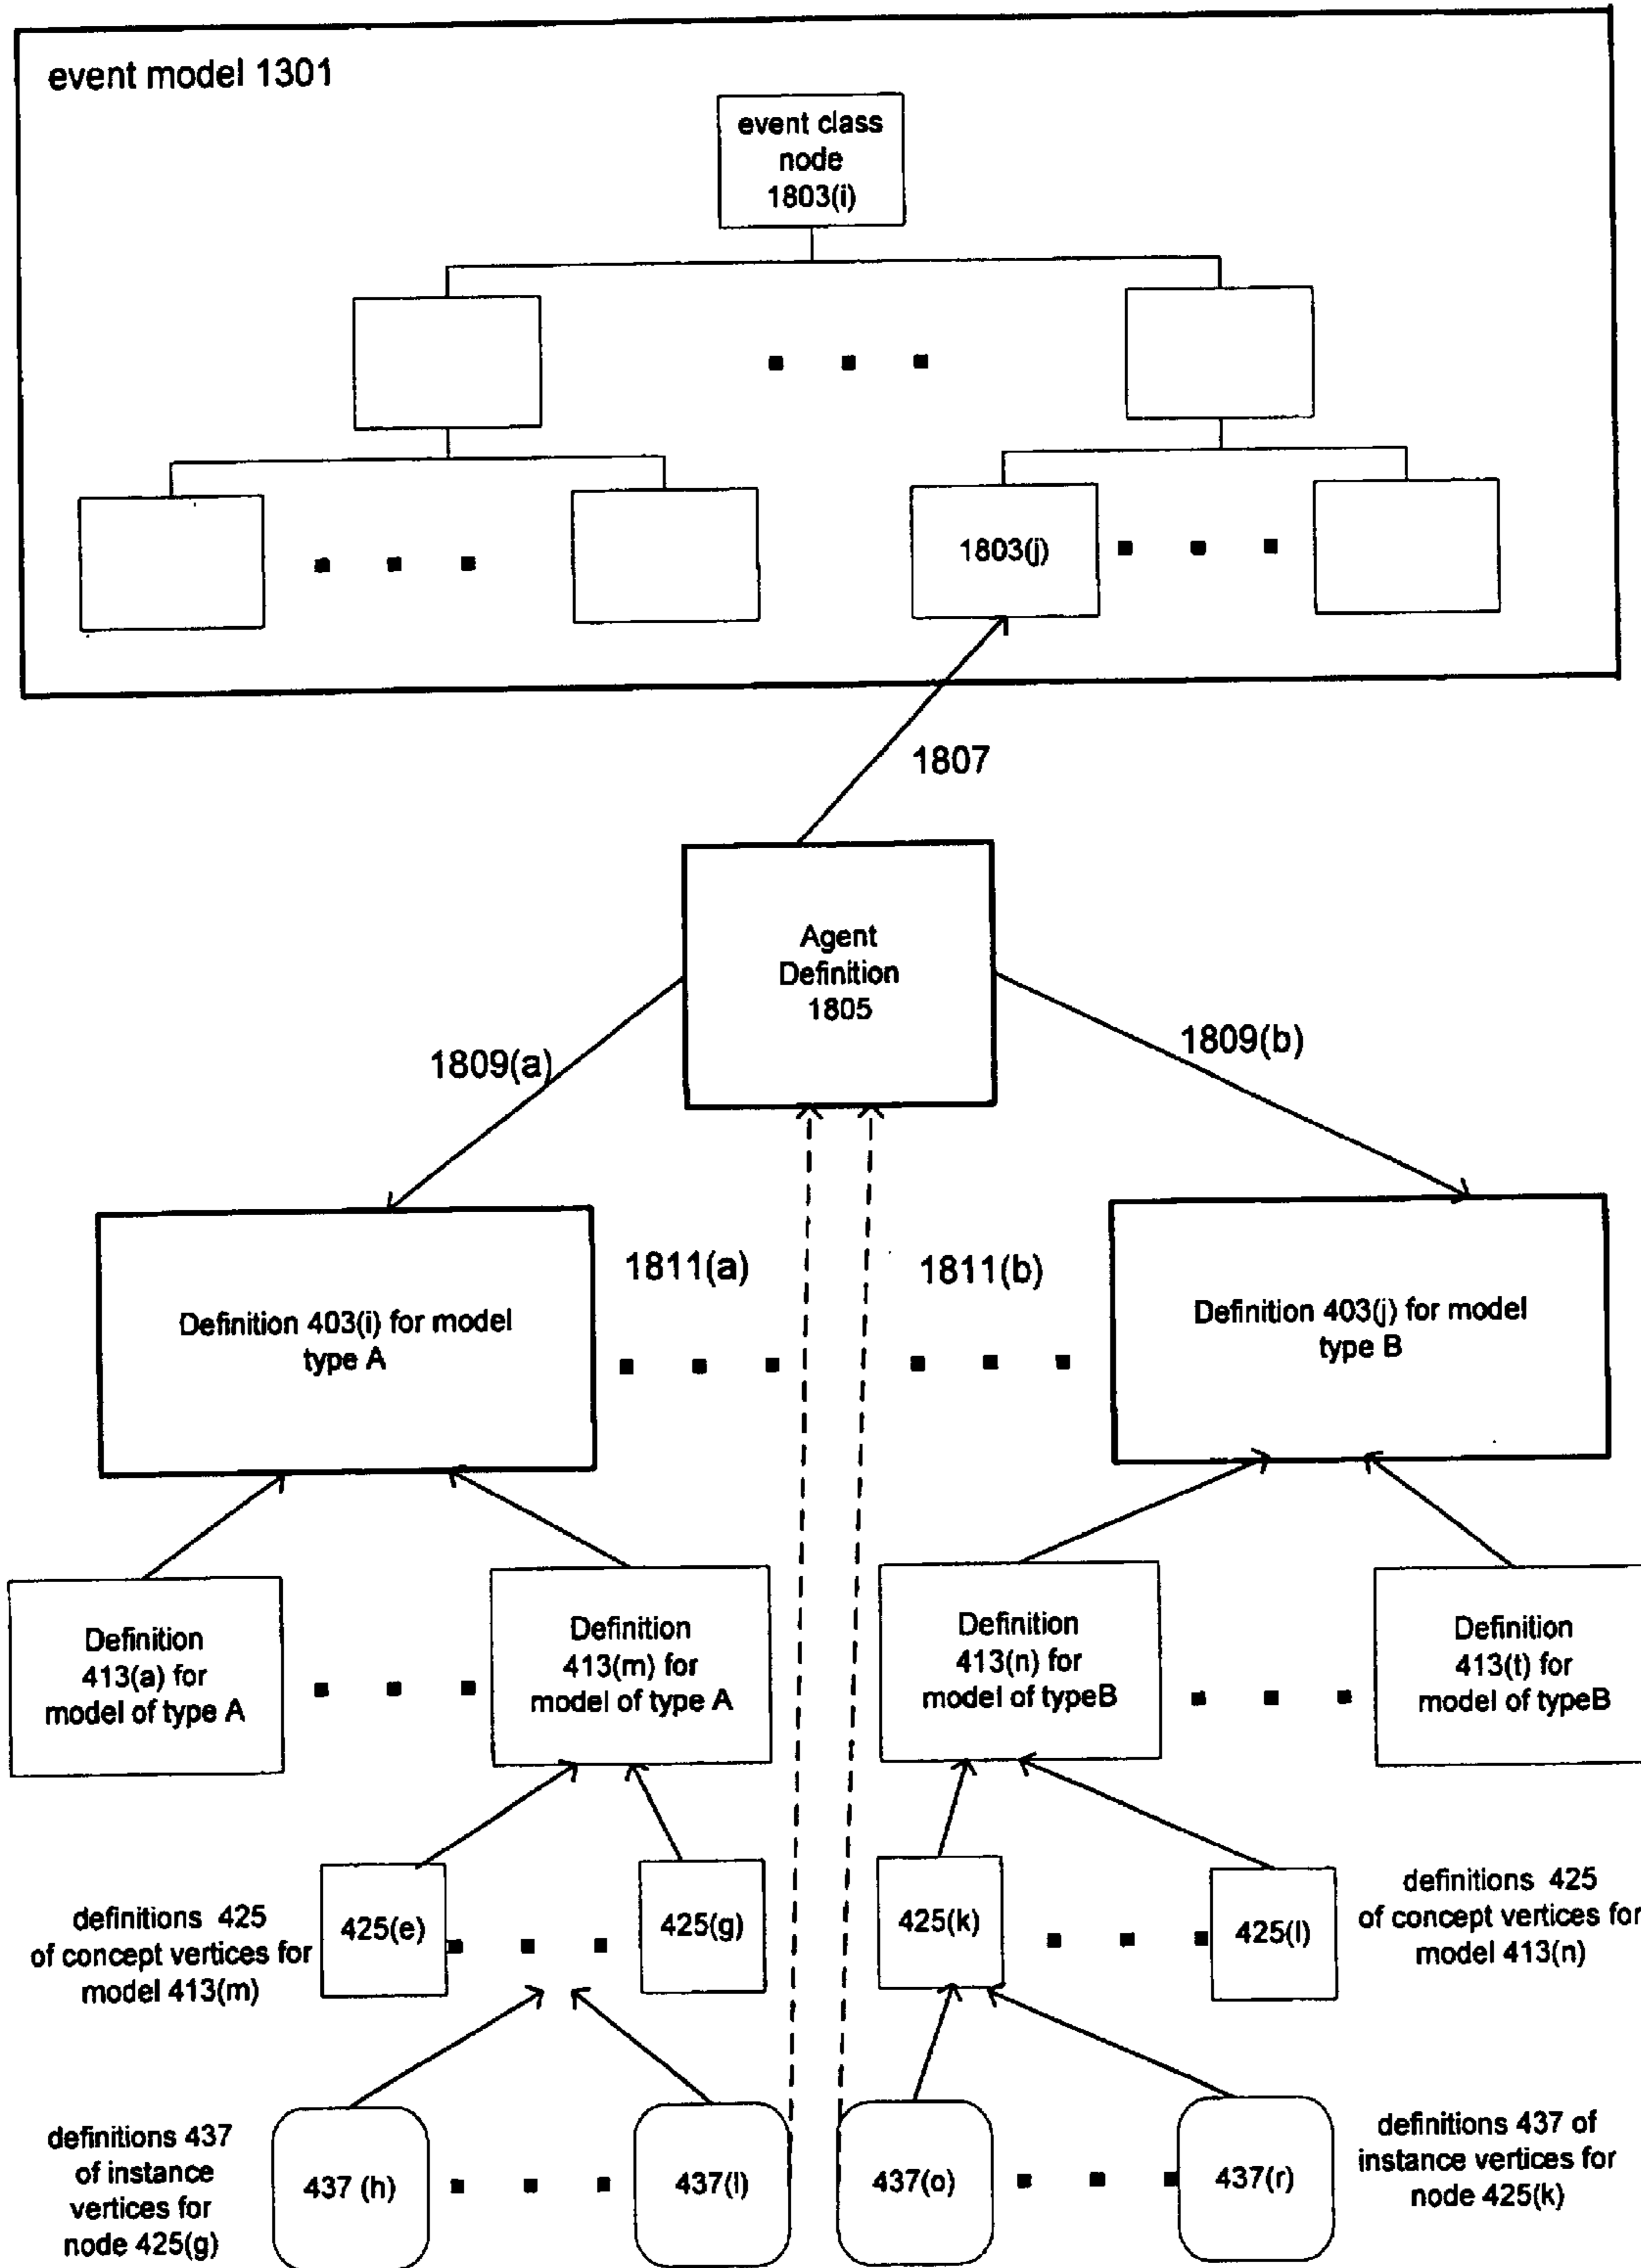 event model 1301
event class
node
1803(i)
1803(j)
1807
Agent
Definition
1805
1809(a)
1809(b)
1811(a)
1811(b)
Definition 403(i) for model
type A
Definition 403(j) for model
type B
Definition
413(a) for
model of type A
Definition
413(m) for
model of type A
Definition
413(n) for
model of typeB
Definition
413(t) for
model of typeB
definitions 425
of concept vertices for
model 413(m)
425(e)
425(g)
425(k)
425(l)
definitions 425
of concept vertices for
model 413(n)
definitions 437
of instance
vertices for
node 425(g)
437 (h)
437(l)
437(o)
437(r)
definitions 437 of
instance vertices for
node 425(k)